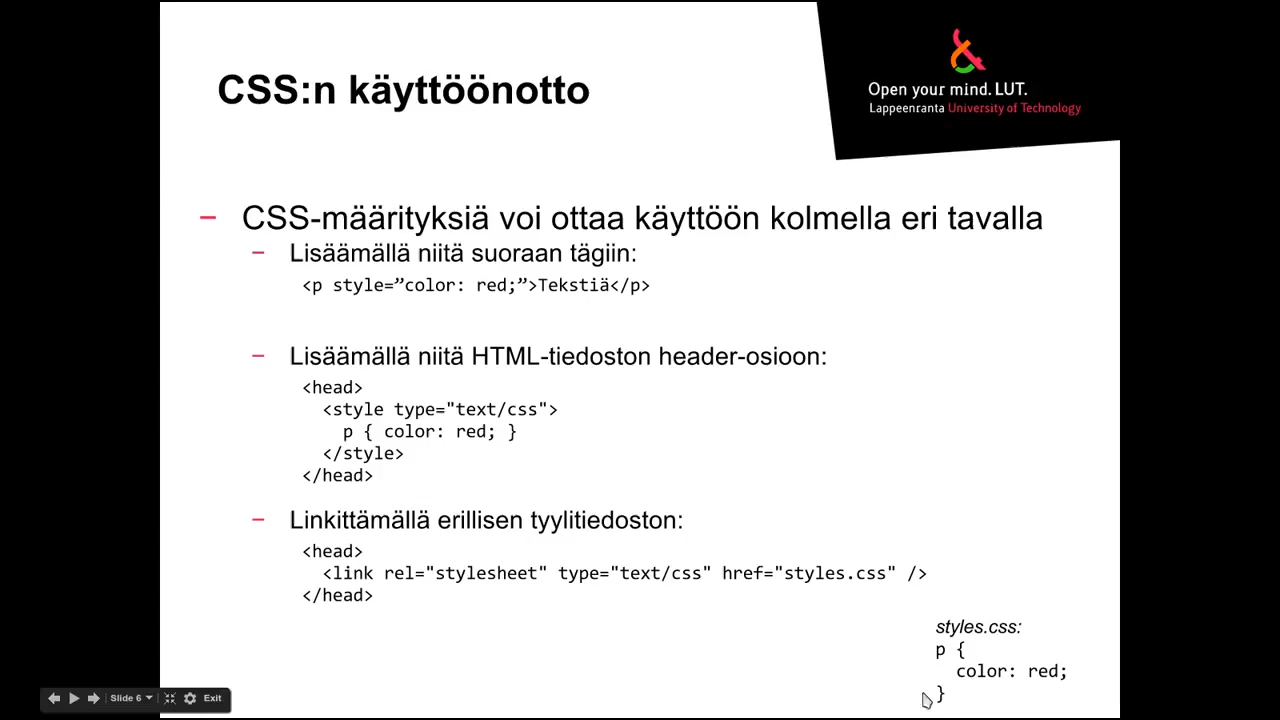 CSS:n käyttöönotto
Open your mind. LUT.
Lappeenranta University of Technology
– CSS-määrityksiä voi ottaa käyttöön kolmella eri tavalla
– Lisäämällä niitä suoraan tägiin:
<p style=”color: red;”>Tekstiä</p>
– Lisäämällä niitä HTML-tiedoston header-osioon:
<head>
<style type="text/css">
p { color: red; }
</style>
</head>
– Linkittämällä erillisen tyylitiedoston:
<head>
<link rel="stylesheet" type="text/css" href="styles.css" />
</head>
styles.css:
p {
color: red;
}
Slide 6 Exit